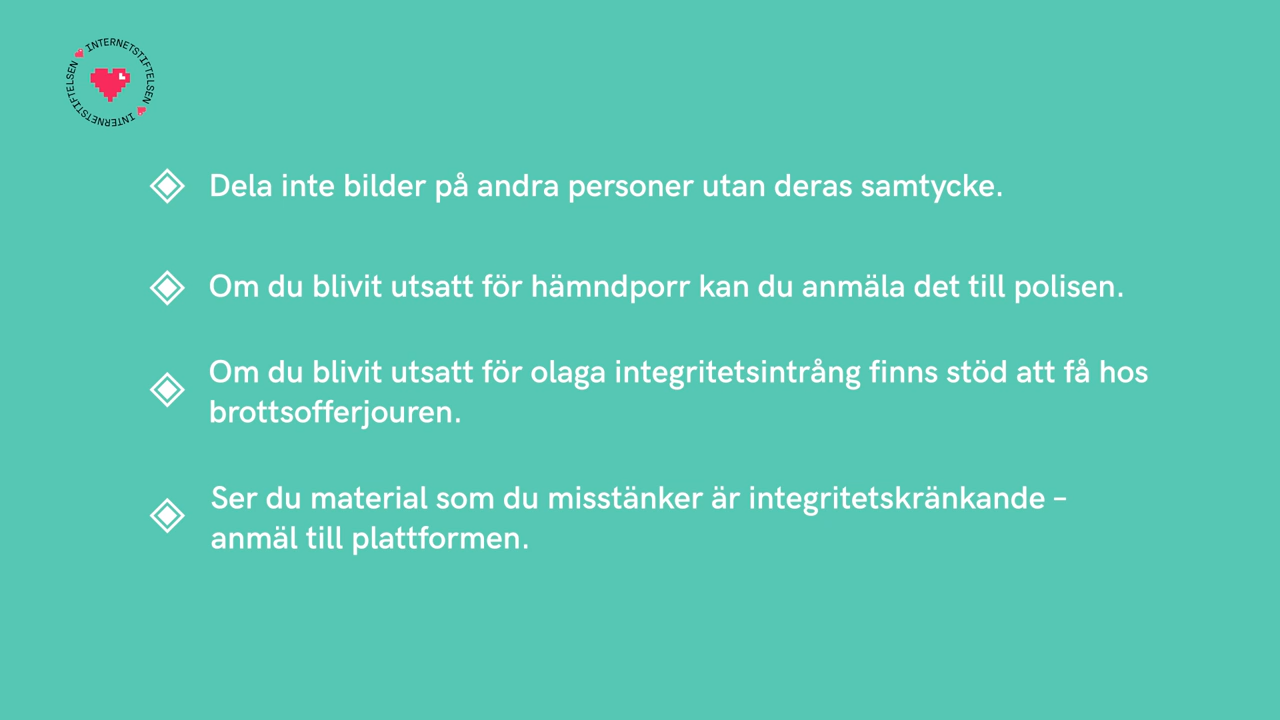 INTERNETSTIFTELSEN INTERNETSTIFTELSEN
Dela inte bilder på andra personer utan deras samtycke.
Om du blivit utsatt för hämndporr kan du anmäla det till polisen.
Om du blivit utsatt för olaga integritetsintrång finns stöd att få hos
brottsofferjouren.
Ser du material som du misstänker är integritetskränkande –
anmäl till plattformen.